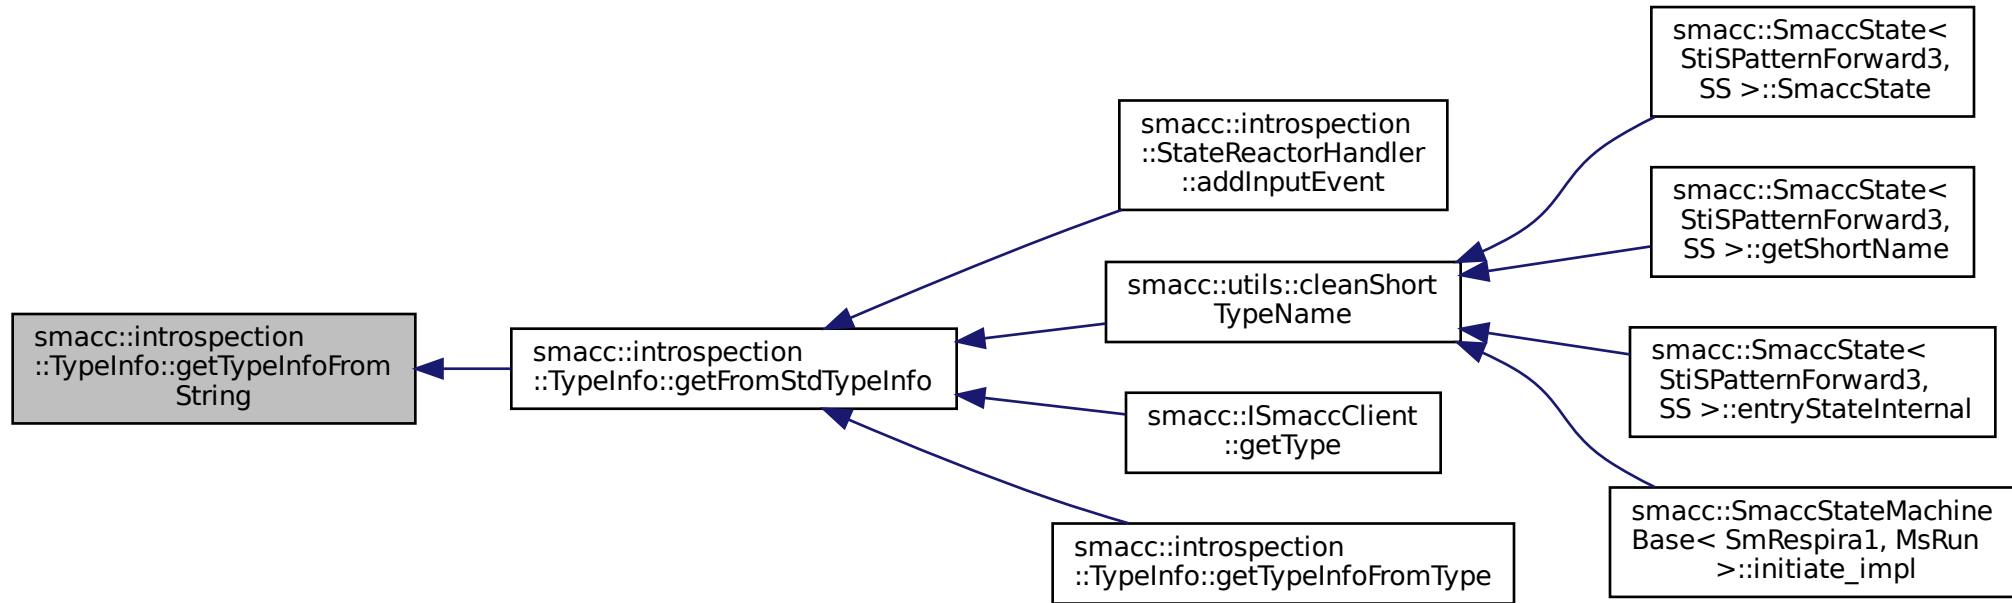 smacc::introspection
::TypeInfo::getTypeInfoFrom
String
smacc::introspection
::TypeInfo::getFromStdTypeInfo
smacc::introspection
::StateReactorHandler
::addInputEvent
smacc::utils::cleanShort
TypeName
smacc::ISmaccClient
::getType
smacc::introspection
::TypeInfo::getTypeInfoFromType
smacc::SmaccState<
StiSPatternForward3,
SS >::SmaccState
smacc::SmaccState<
StiSPatternForward3,
SS >::getShortName
smacc::SmaccState<
StiSPatternForward3,
SS >::entryStateInternal
smacc::SmaccStateMachine
Base< SmRespira1, MsRun
>::initiate_impl